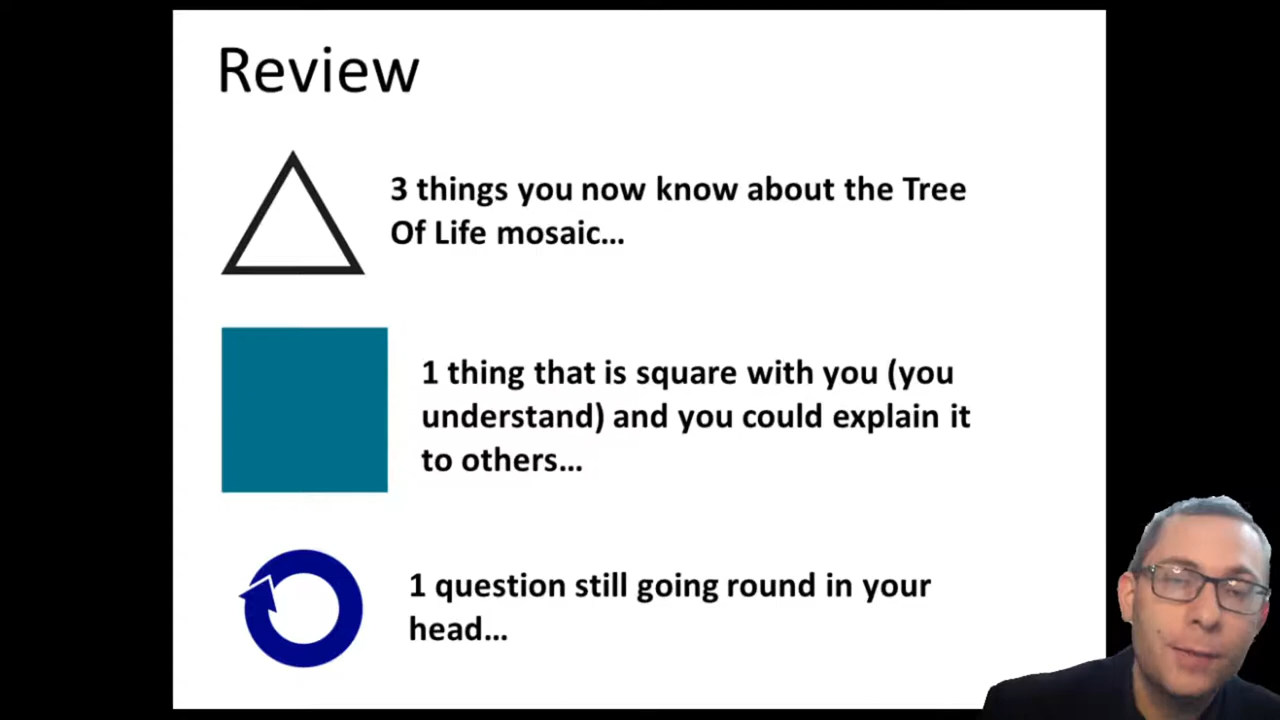 Review
3 things you now know about the Tree
Of Life mosaic...
1 thing that is square with you (you
understand) and you could explain it
to others...
1 question still going round in your
head...